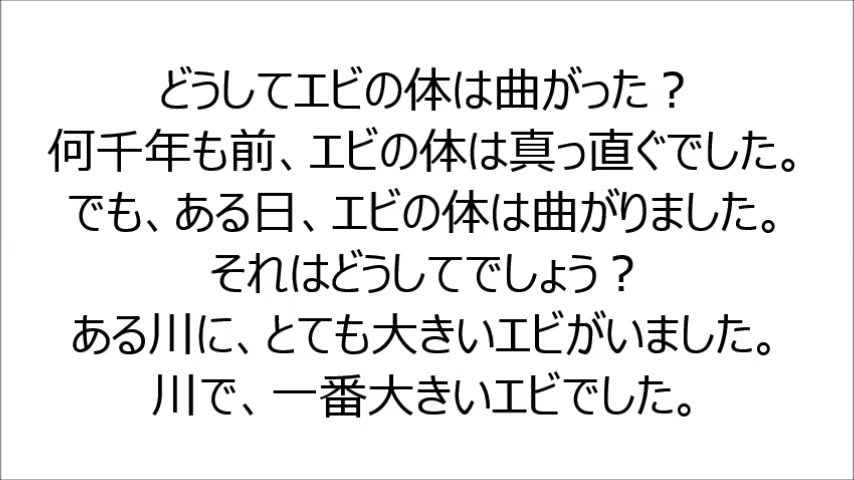 どうしてエビの体は曲がった？
何千年も前、エビの体は真っ直ぐでした。
でも、ある日、エビの体は曲がりました。
それはどうしてでしょう？
ある川に、とても大きいエビがいました。
川で、一番大きいエビでした。